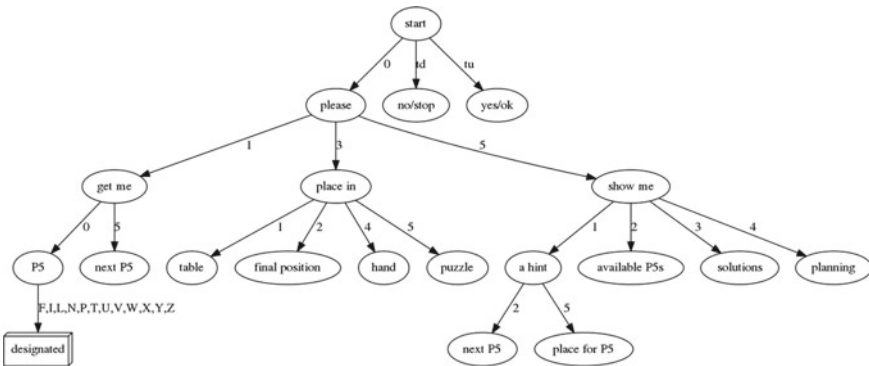 start
0 td tu
please no/stop yes/ok
1 3 5
get me place in show me
0 5 1 2 4 5 1 2 3 4
P5 next P5 table final position hand puzzle a hint available P5s solutions planning
F,I,L,N,P,T,U,V,W,X,Y,Z 2 5
designated next P5 place for P5